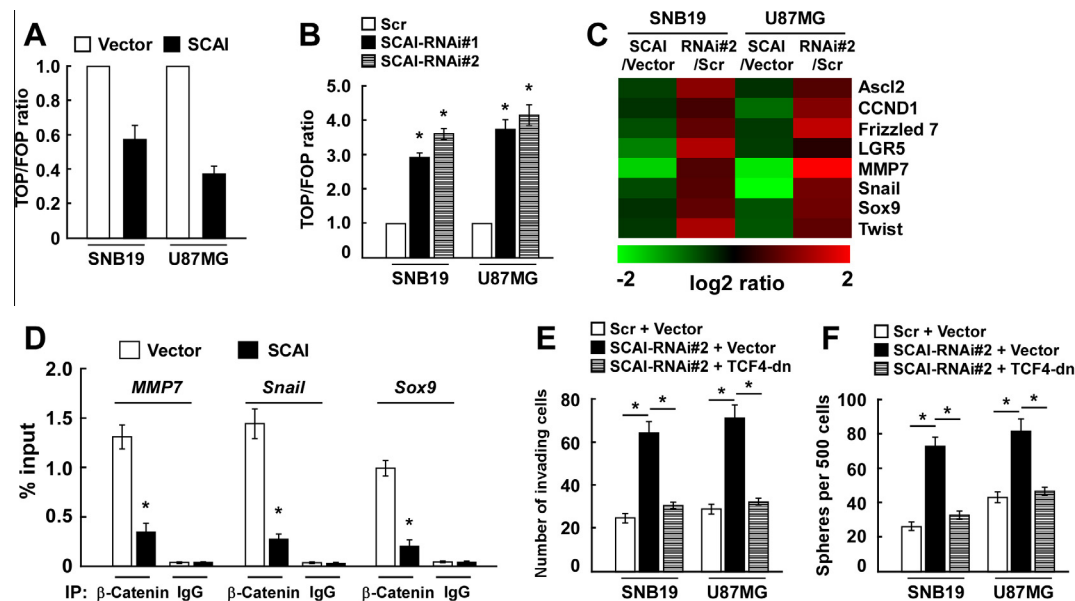 A
Vector
SCAI
TOP/FOP ratio
1.0
0.8
0.6
0.4
0.2
0
SNB19
U87MG
B
Scr
SCAI-RNAi#1
SCAI-RNAi#2
TOP/FOP ratio
5.0
4.0
3.0
2.0
1.0
0
* * * *
SNB19
U87MG
C
SNB19 U87MG
SCAI /Vector
RNAi#2 /Scr
SCAI /Vector
RNAi#2 /Scr
Ascl2
CCND1
Frizzled 7
LGR5
MMP7
Snail
Sox9
Twist
-2
log2 ratio
2
D
Vector
SCAI
% input
2.0
1.5
1.0
0.5
0
MMP7
Snail
Sox9
* * *
IP: β-Catenin IgG β-Catenin IgG β-Catenin IgG
E
Scr + Vector
SCAI-RNAi#2 + Vector
SCAI-RNAi#2 + TCF4-dn
Number of invading cells
80
60
40
20
0
* * * *
SNB19
U87MG
F
Scr + Vector
SCAI-RNAi#2 + Vector
SCAI-RNAi#2 + TCF4-dn
Spheres per 500 cells
100
80
60
40
20
0
* * * *
SNB19
U87MG